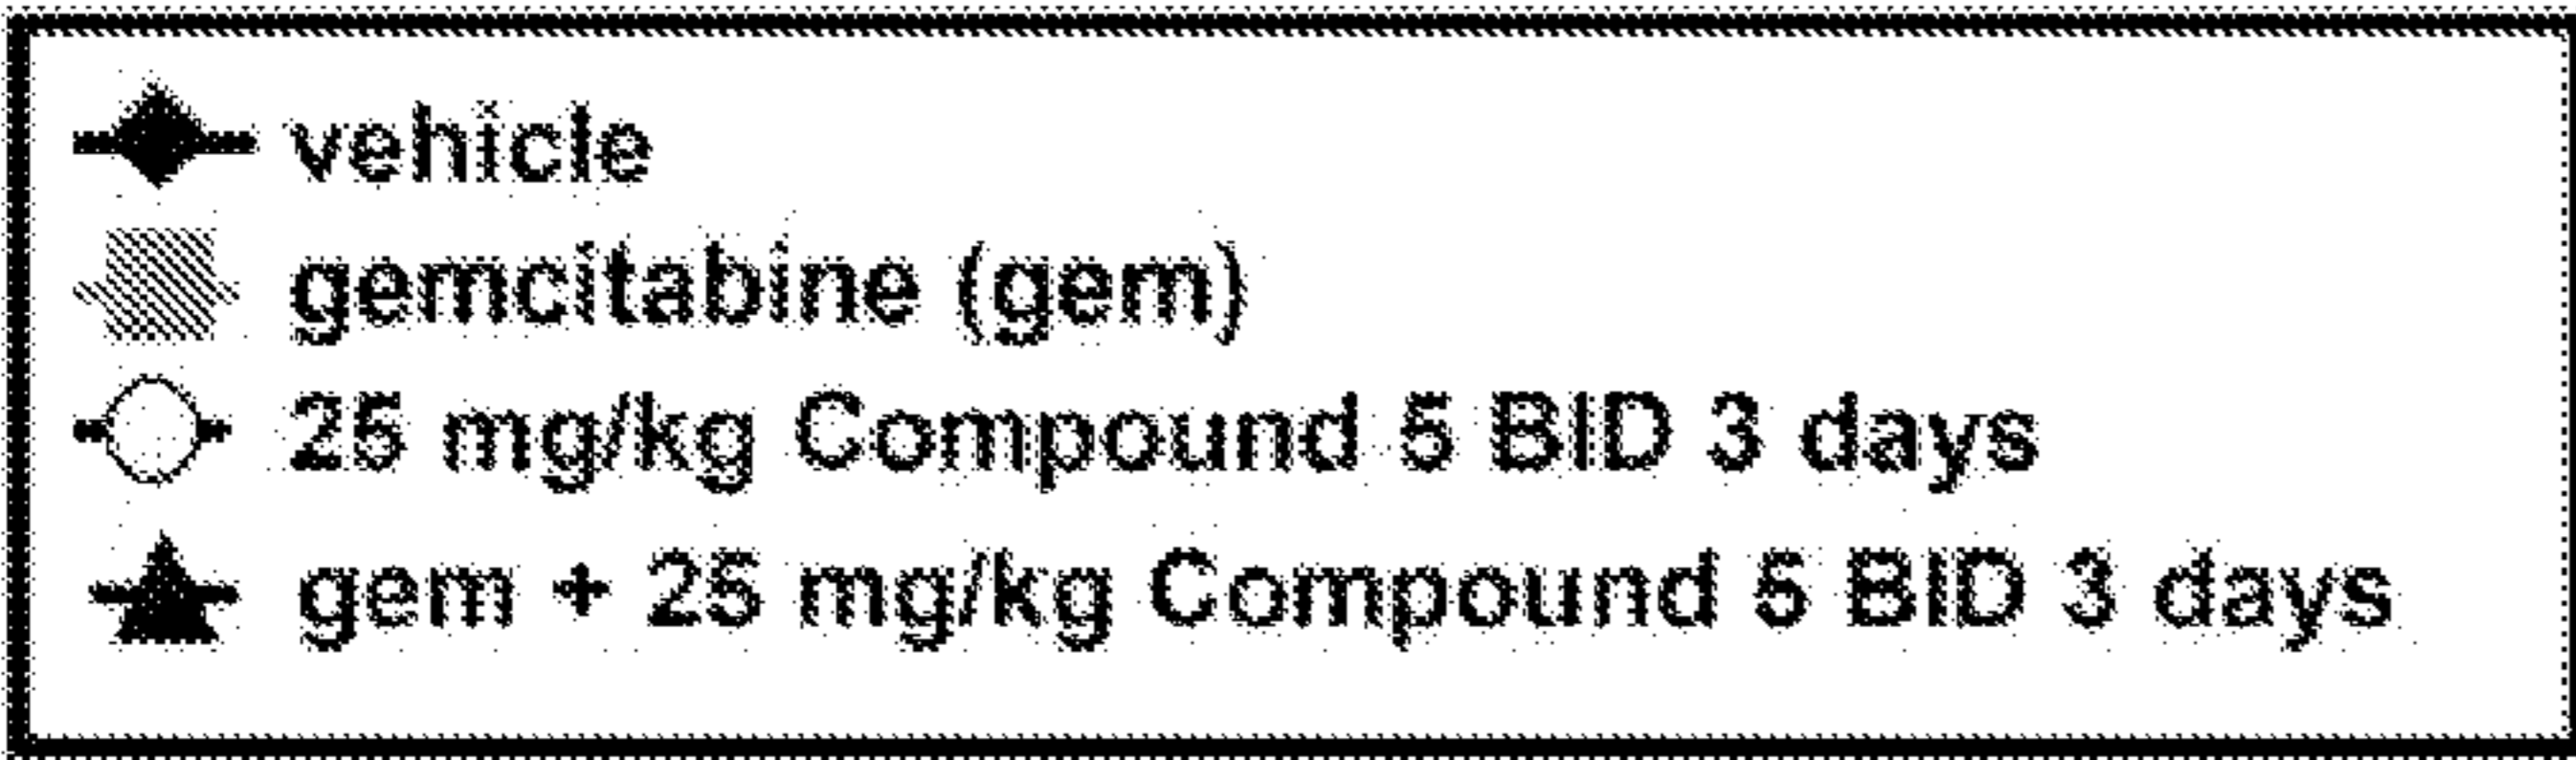 vehicle
gemcitabine (gem)
25 mg/kg Compound 5 BID 3 days
gem + 25 mg/kg Compound 5 BID 3 days